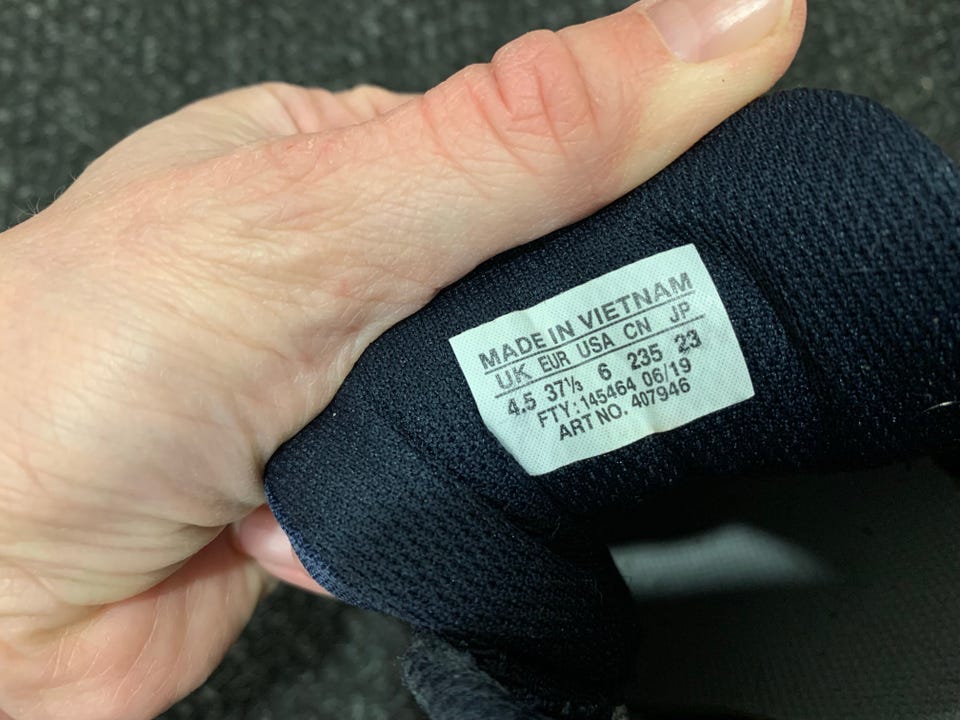 MADE IN VIETNAM
UK EUR USA CN JP
4.5 37⅓ 6 235 23
FTY: 145464 06/19
ART NO. 407946